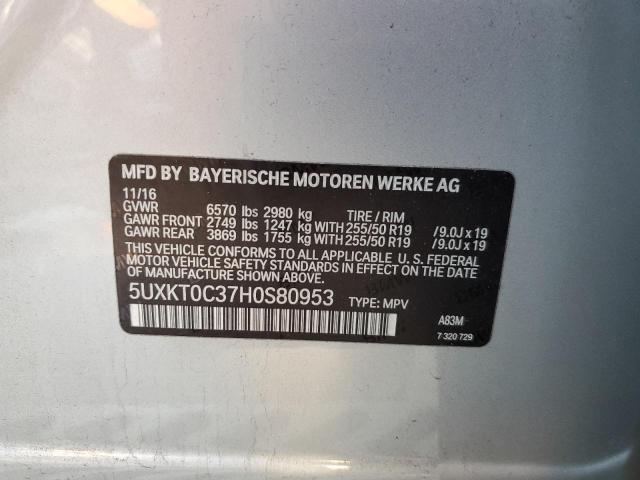 MFD BY BAYERISCHE MOTOREN WERKE AG
11/16
GVWR 6570 lbs 2980 kg TIRE / RIM
GAWR FRONT 2749 lbs 1247 kg WITH 255/50 R19 /9.0J x 19
GAWR REAR 3869 lbs 1755 kg WITH 255/50 R19 /9.0J x 19
THIS VEHICLE CONFORMS TO ALL APPLICABLE U. S. FEDERAL
MOTOR VEHICLE SAFETY STANDARDS IN EFFECT
ON THE DATE OF MANUFACTURE SHOWN ABOVE.
5UXKT0C37H0S80953 TYPE: MPV
A83M
7 320 729